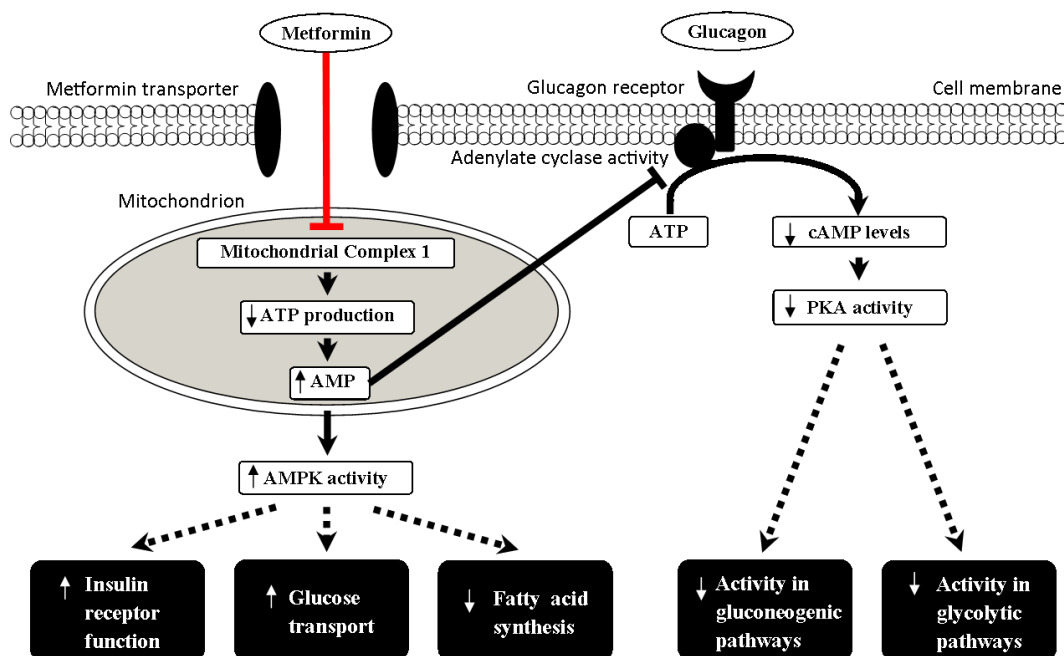 Metformin
Glucagon
Metformin transporter
Glucagon receptor
Cell membrane
Adenylate cyclase activity
Mitochondrion
Mitochondrial Complex 1
ATP
↓ cAMP levels
↓ ATP production
↓ PKA activity
↑ AMP
↑ AMPK activity
↑ Insulin
receptor
function
↑ Glucose
transport
↓ Fatty acid
synthesis
↓ Activity in
gluconeogenic
pathways
↓ Activity in
glycolytic
pathways